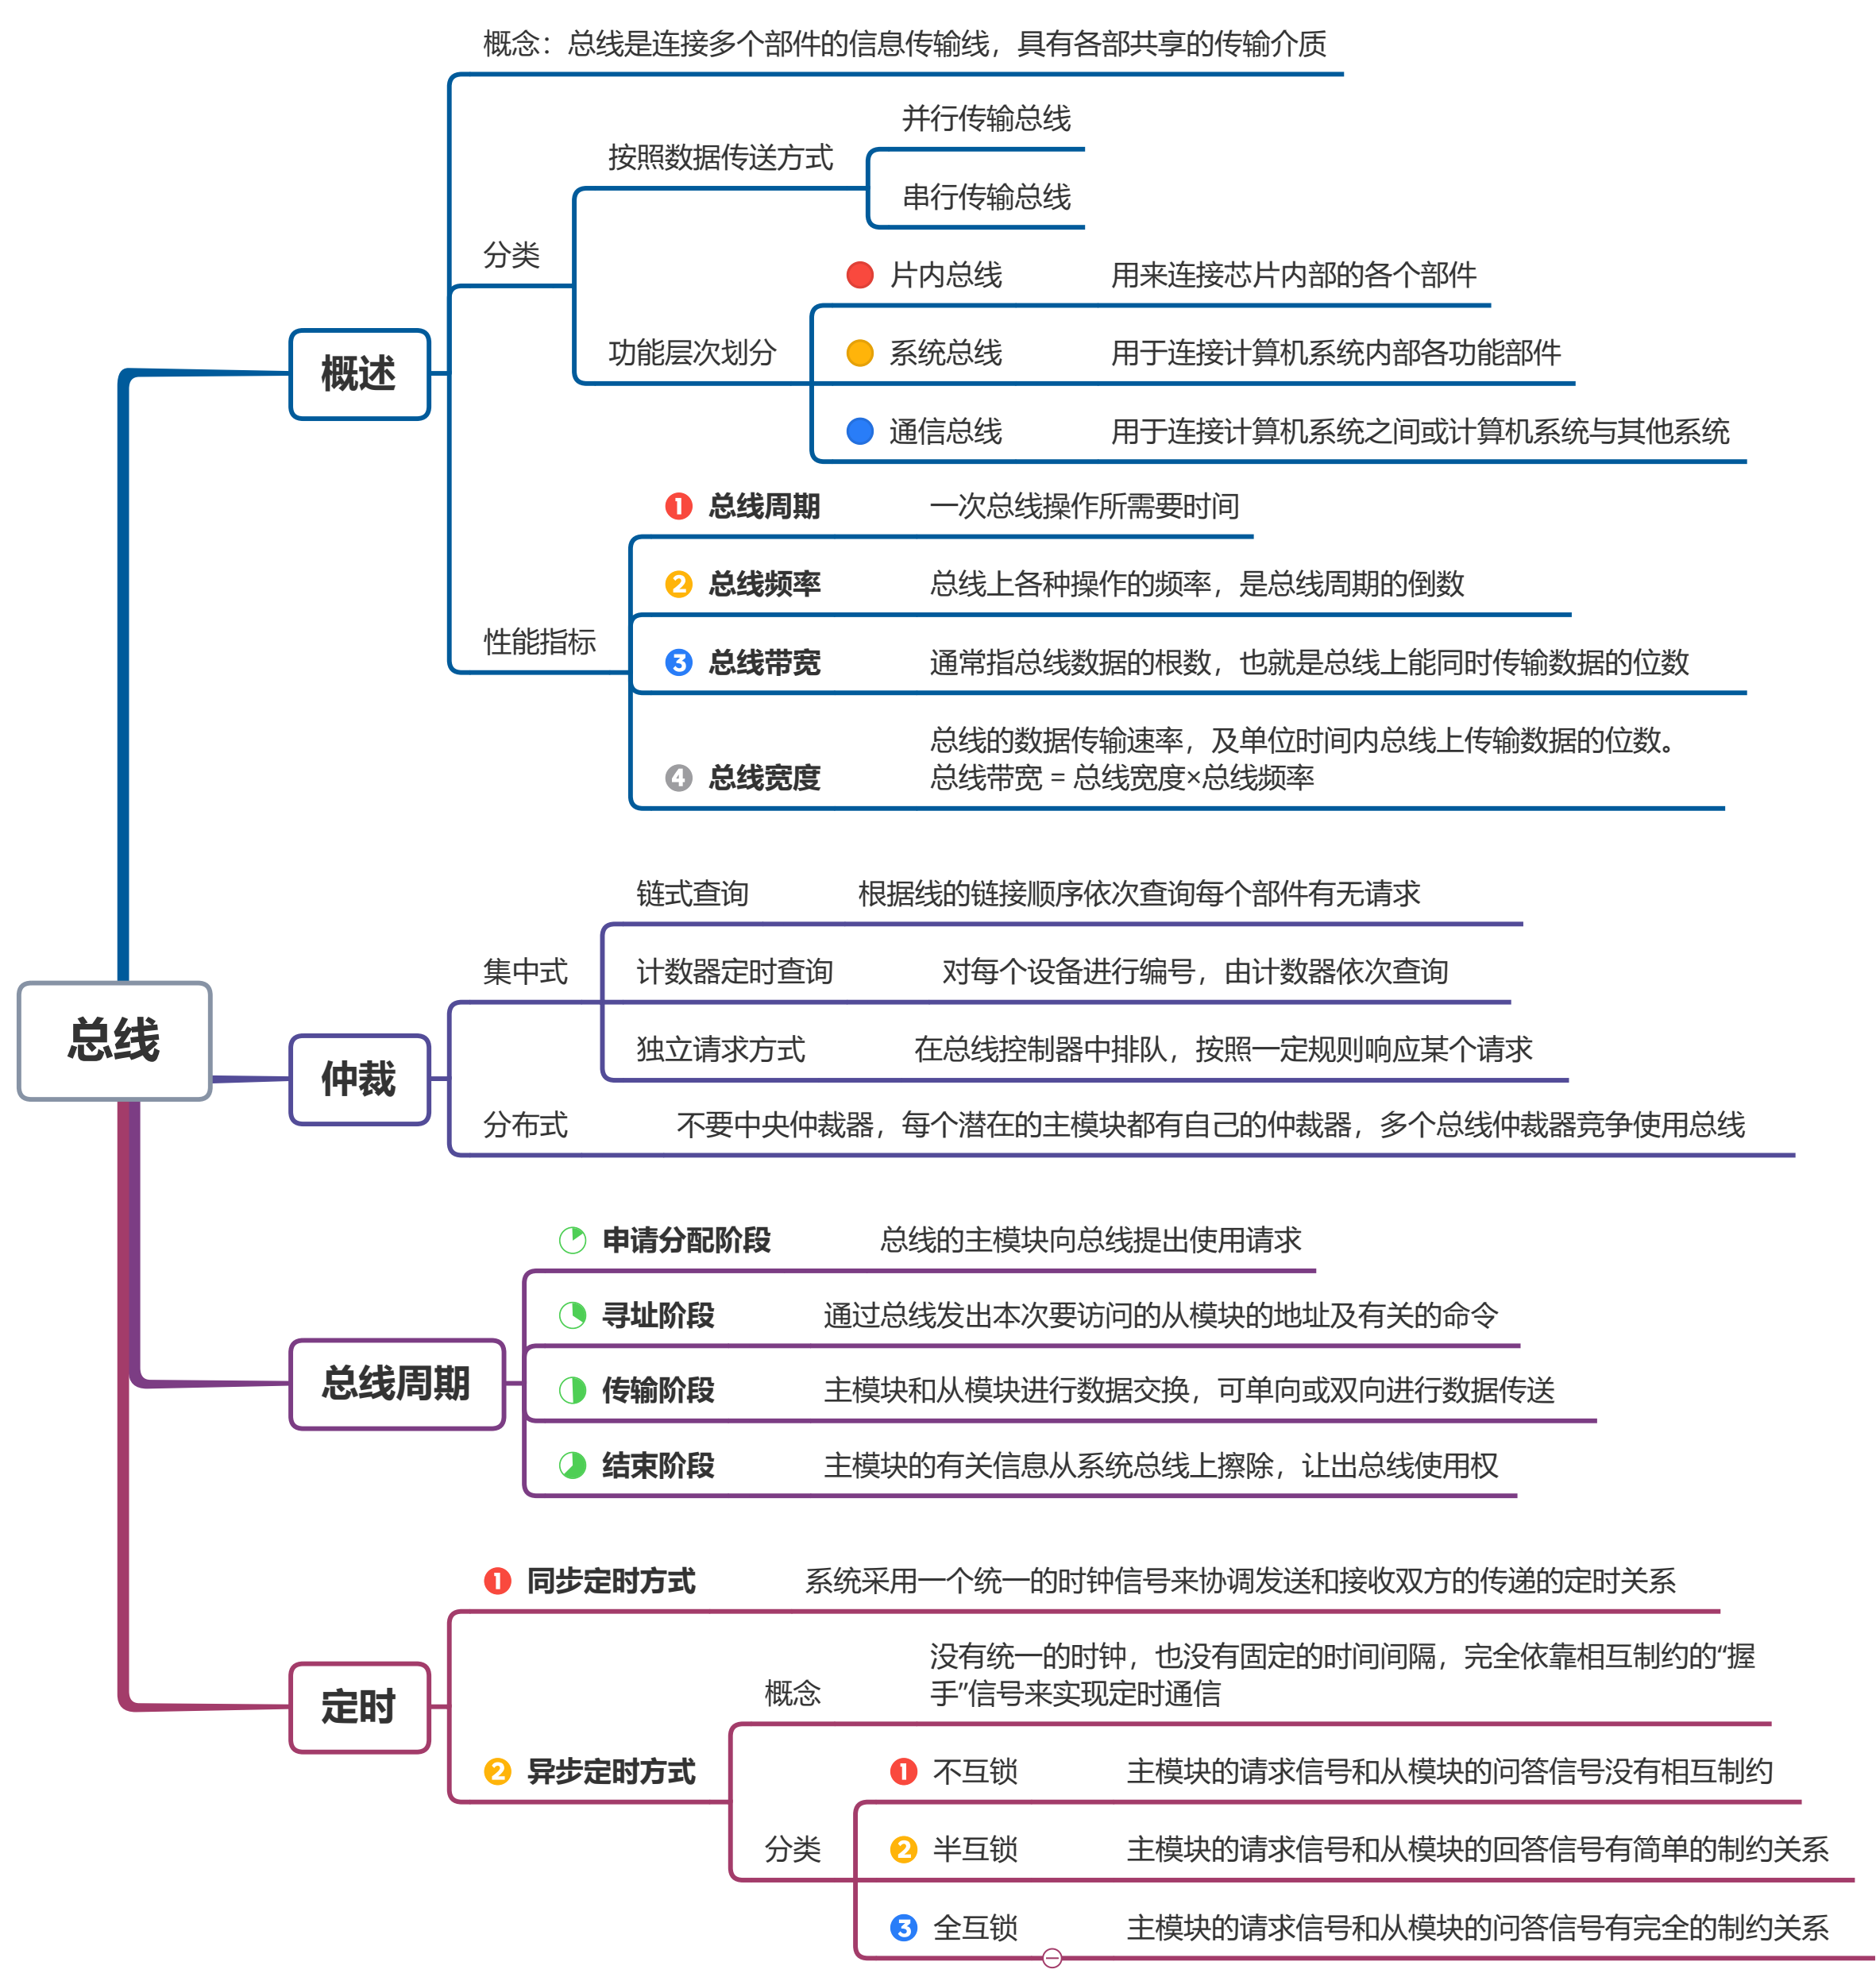 总线
概述
概念：总线是连接多个部件的信息传输线，具有各部共享的传输介质
分类
按照数据传送方式
并行传输总线
串行传输总线
功能层次划分
片内总线 用来连接芯片内部的各个部件
系统总线 用于连接计算机系统内部各功能部件
通信总线 用于连接计算机系统之间或计算机系统与其他系统
性能指标
1 总线周期 一次总线操作所需要时间
2 总线频率 总线上各种操作的频率，是总线周期的倒数
3 总线带宽 通常指总线数据的根数，也就是总线上能同时传输数据的位数
4 总线宽度 总线的数据传输速率，及单位时间内总线上传输数据的位数。
总线带宽 = 总线宽度×总线频率
仲裁
集中式
链式查询 根据线的链接顺序依次查询每个部件有无请求
计数器定时查询 对每个设备进行编号，由计数器依次查询
独立请求方式 在总线控制器中排队，按照一定规则响应某个请求
分布式 不要中央仲裁器，每个潜在的主模块都有自己的仲裁器，多个总线仲裁器竞争使用总线
总线周期
申请分配阶段 总线的主模块向总线提出使用请求
寻址阶段 通过总线发出本次要访问的从模块的地址及有关的命令
传输阶段 主模块和从模块进行数据交换，可单向或双向进行数据传送
结束阶段 主模块的有关信息从系统总线上擦除，让出总线使用权
定时
1 同步定时方式 系统采用一个统一的时钟信号来协调发送和接收双方的传递的定时关系
2 异步定时方式
概念 没有统一的时钟，也没有固定的时间间隔，完全依靠相互制约的“握
手”信号来实现定时通信
分类
1 不互锁 主模块的请求信号和从模块的问答信号没有相互制约
2 半互锁 主模块的请求信号和从模块的回答信号有简单的制约关系
3 全互锁 主模块的请求信号和从模块的问答信号有完全的制约关系